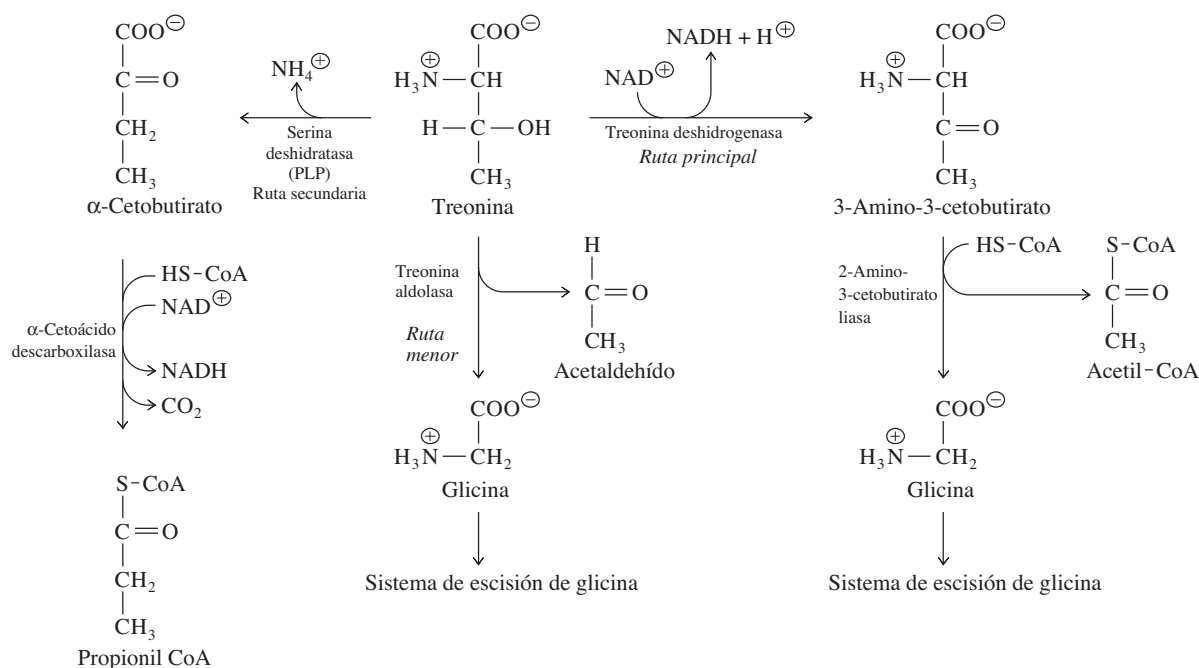 COO⊖
C=O
CH₂
CH₃
α-Cetobutirato
NH₄⊕
Serina
deshidratasa
(PLP)
Ruta secundaria
COO⊖
H₃N⊕–CH
H–C–OH
CH₃
Treonina
NAD⊕
NADH + H⊕
Treonina deshidrogenasa
Ruta principal
COO⊖
H₃N⊕–CH
C=O
CH₃
3-Amino-3-cetobutirato
HS–CoA
NAD⊕
α-Cetoácido
descarboxilasa
NADH
CO₂
S–CoA
C=O
CH₂
CH₃
Propionil CoA
Treonina
aldolasa
Ruta
menor
H
C=O
CH₃
Acetaldehído
COO⊖
H₃N⊕–CH₂
Glicina
Sistema de escisión de glicina
HS–CoA
2-Amino-
3-cetobutirato
liasa
S–CoA
C=O
CH₃
Acetil–CoA
COO⊖
H₃N⊕–CH₂
Glicina
Sistema de escisión de glicina